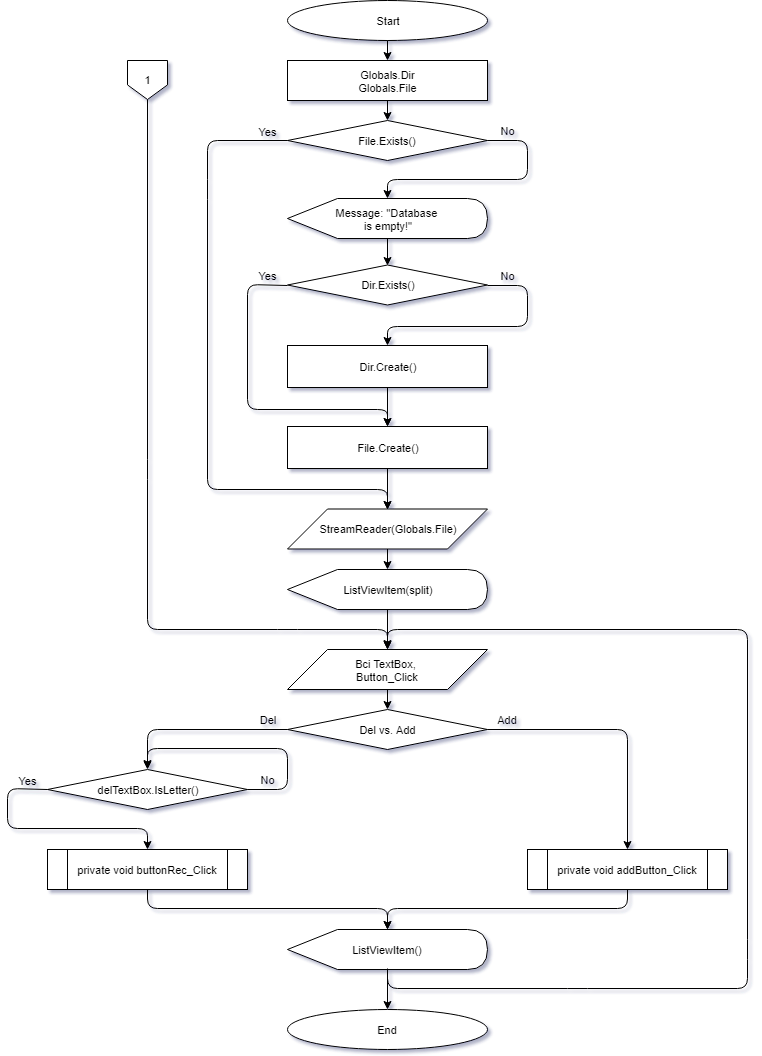 Start
1
Globals.Dir
Globals.File
Yes
File.Exists()
No
Message: "Database
is empty!"
Yes
Dir.Exists()
No
Dir.Create()
File.Create()
StreamReader(Globals.File)
ListViewItem(split)
Bci TextBox,
Button_Click
Del
Del vs. Add
Add
Yes
delTextBox.IsLetter()
No
private void buttonRec_Click
private void addButton_Click
ListViewItem()
End